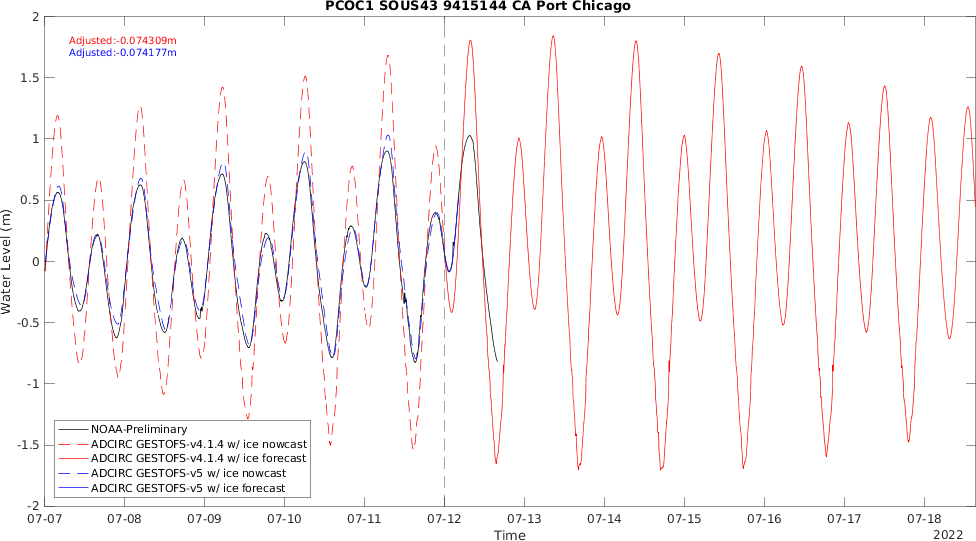 PCOC1 SOUS43 9415144 CA Port Chicago
Adjusted:-0.074309m
Adjusted:-0.074177m
2
1.5
1
0.5
0
-0.5
-1
-1.5
-2
Water Level (m)
NOAA-Preliminary
ADCIRC GESTOFS-v4.1.4 w/ ice nowcast
ADCIRC GESTOFS-v4.1.4 w/ ice forecast
ADCIRC GESTOFS-v5 w/ ice nowcast
ADCIRC GESTOFS-v5 w/ ice forecast
07-07 07-08 07-09 07-10 07-11 07-12 07-13 07-14 07-15 07-16 07-17 07-18
2022
Time